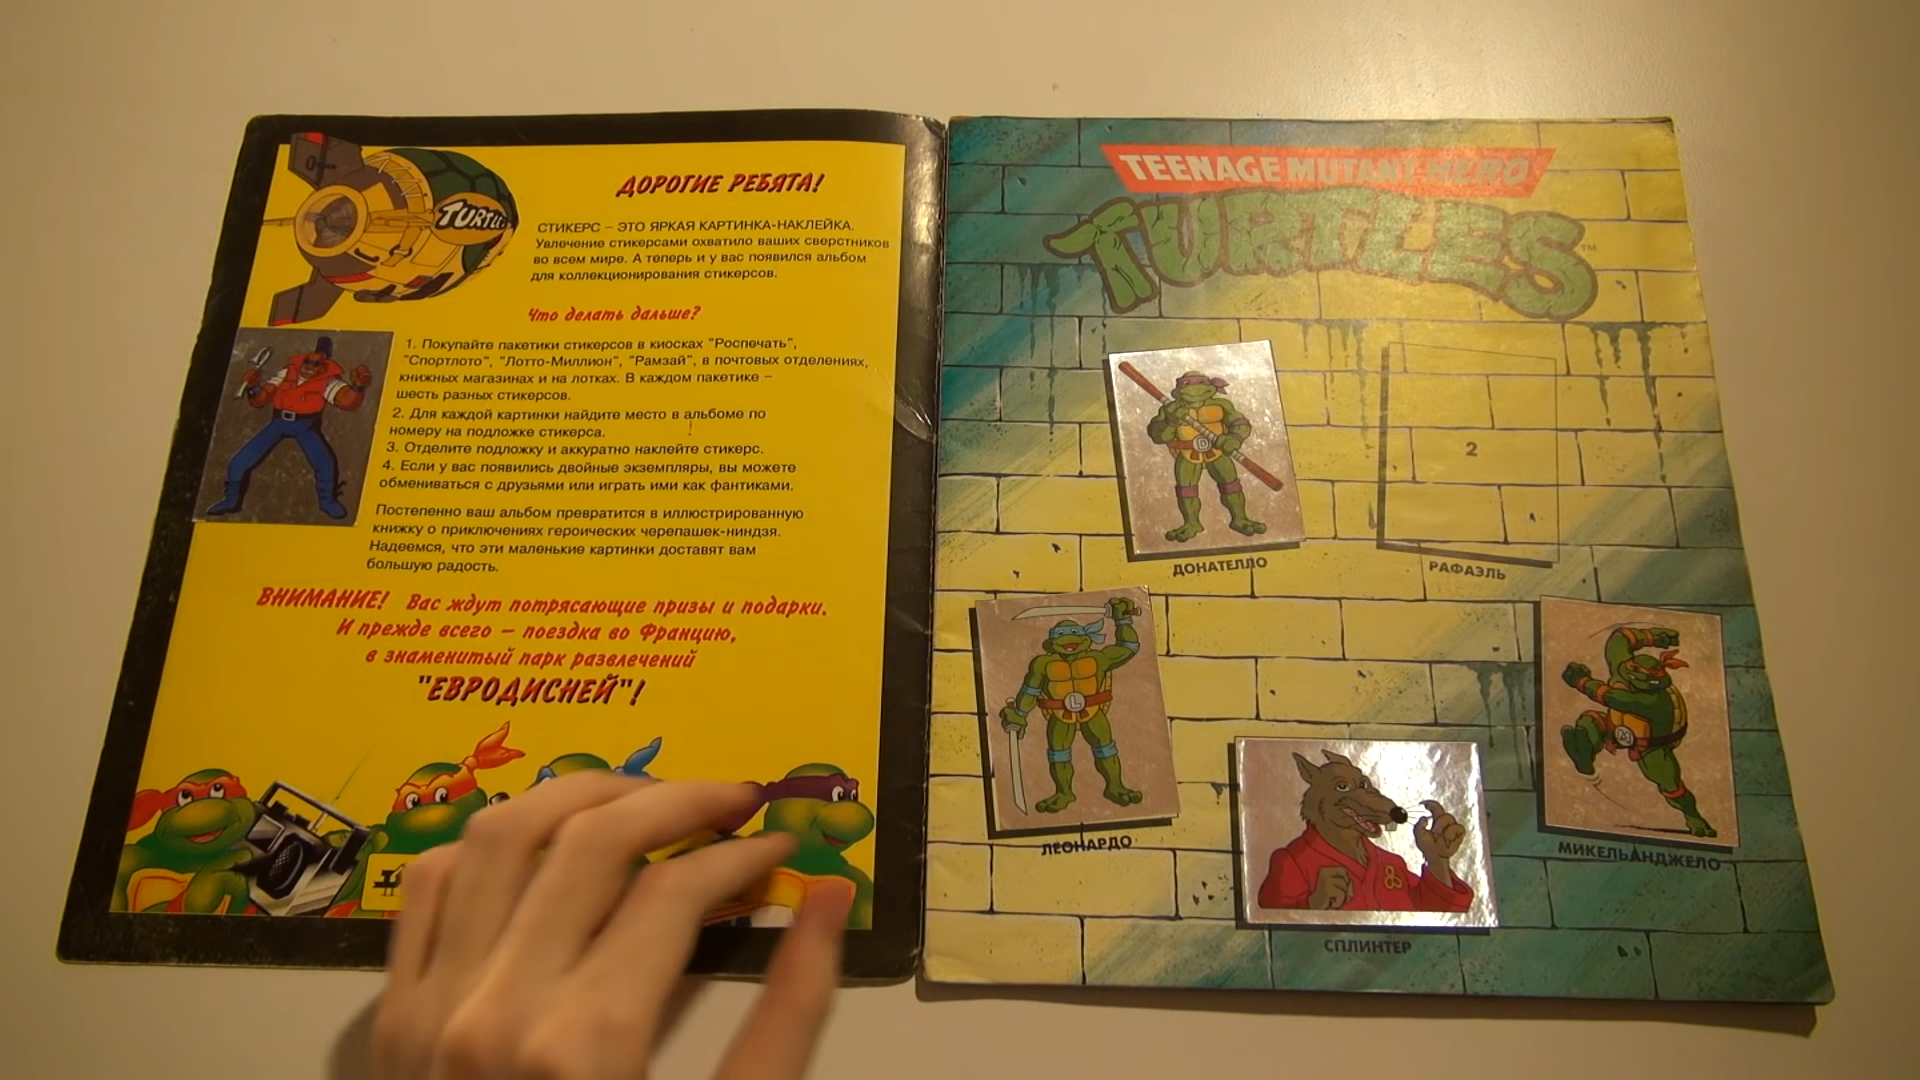 TURTLES
ДОРОГИЕ РЕБЯТА!
СТИКЕРС – ЭТО ЯРКАЯ КАРТИНКА-НАКЛЕЙКА.
Увлечение стикерсами охватило ваших сверстников
во всем мире. А теперь и у вас появился альбом
для коллекционирования стикерсов.
Что делать дальше?
1. Покупайте пакетики стикерсов в киосках "Роспечать",
"Спортлото", "Лотто-Миллион", "Рамзай", в почтовых отделениях,
книжных магазинах и на лотках. В каждом пакетике –
шесть разных стикерсов.
2. Для каждой картинки найдите место в альбоме по
номеру на подложке стикерса.
3. Отделите подложку и аккуратно наклейте стикерс.
4. Если у вас появились двойные экземпляры, вы можете
обмениваться с друзьями или играть ими как фантиками.
Постепенно ваш альбом превратится в иллюстрированную
книжку о приключениях героических черепашек-ниндзя.
Надеемся, что эти маленькие картинки доставят вам
большую радость.
ВНИМАНИЕ! Вас ждут потрясающие призы и подарки.
И прежде всего – поездка во Францию,
в знаменитый парк развлечений
"ЕВРОДИСНЕЙ"!
TEENAGE MUTANT HERO
TURTLES™
D
2
ДОНАТЕЛЛО
РАФАЭЛЬ
L
M
ЛЕОНАРДО
МИКЕЛЬАНДЖЕЛО
СПЛИНТЕР